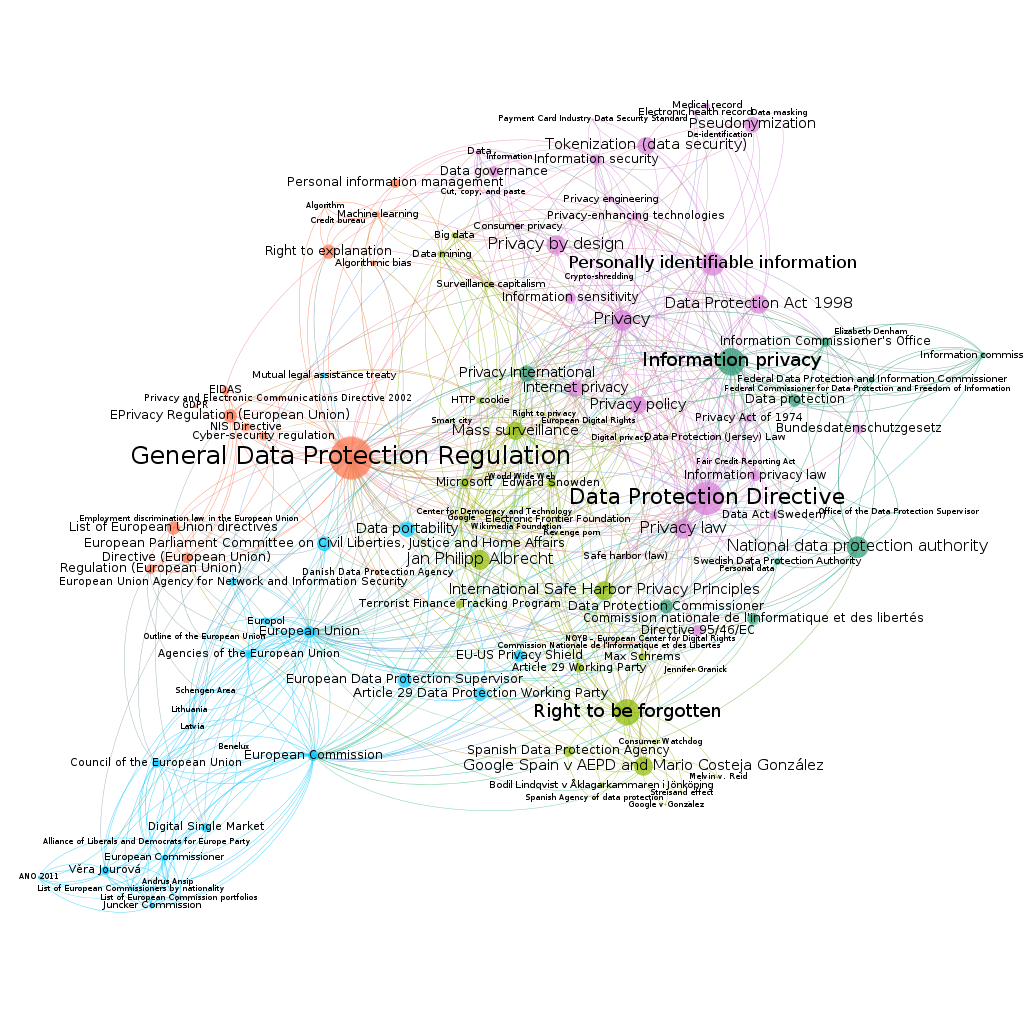 Medical record
Electronic health record
Data masking
Payment Card Industry Data Security Standard
Pseudonymization
De-identification
Tokenization (data security)
Data
Information
Information security
Data governance
Personal information management
Cut, copy, and paste
Privacy engineering
Algorithm
Machine learning
Credit bureau
Privacy-enhancing technologies
Consumer privacy
Big data
Privacy by design
Right to explanation
Data mining
Algorithmic bias
Personally identifiable information
Crypto-shredding
Surveillance capitalism
Information sensitivity
Data Protection Act 1998
Privacy
Elizabeth Denham
Information Commissioner's Office
Information commiss
Information privacy
Mutual legal assistance treaty
Privacy International
Federal Data Protection and Information Commissioner
Internet privacy
Federal Commissioner for Data Protection and Freedom of Information
EIDAS
Privacy and Electronic Communications Directive 2002
HTTP cookie
Data protection
GDPR
Privacy policy
EPrivacy Regulation (European Union)
Right to privacy
Smart city
European Digital Rights
Privacy Act of 1974
NIS Directive
Mass surveillance
Bundesdatenschutzgesetz
Cyber-security regulation
Digital privacy
Data Protection (Jersey) Law
General Data Protection Regulation
Fair Credit Reporting Act
World Wide Web
Information privacy law
Microsoft
Edward Snowden
Data Protection Directive
Center for Democracy and Technology
Office of the Data Protection Supervisor
Data Act (Sweden)
Employment discrimination law in the European Union
Google
Electronic Frontier Foundation
List of European Union directives
Data portability
Wikimedia Foundation
Privacy law
Revenge porn
European Parliament Committee on Civil Liberties, Justice and Home Affairs
National data protection authority
Directive (European Union)
Jan Philipp Albrecht
Safe harbor (law)
Swedish Data Protection Authority
Regulation (European Union)
Danish Data Protection Agency
Personal data
European Union Agency for Network and Information Security
International Safe Harbor Privacy Principles
Terrorist Finance Tracking Program
Data Protection Commissioner
Commission nationale de l'informatique et des libertés
Europol
European Union
Directive 95/46/EC
Outline of the European Union
NOYB - European Center for Digital Rights
Commission Nationale de l'Informatique et des Libertés
Agencies of the European Union
EU-US Privacy Shield
Max Schrems
Article 29 Working Party
Jennifer Granick
European Data Protection Supervisor
Schengen Area
Article 29 Data Protection Working Party
Lithuania
Right to be forgotten
Latvia
Consumer Watchdog
Benelux
Spanish Data Protection Agency
European Commission
Council of the European Union
Google Spain v AEPD and Mario Costeja González
Melvin v. Reid
Bodil Lindqvist v Åklagarkammaren i Jönköping
Streisand effect
Spanish Agency of data protection
Google v Gonzalez
Digital Single Market
Alliance of Liberals and Democrats for Europe Party
European Commissioner
Věra Jourová
ANO 2011
Andrus Ansip
List of European Commissioners by nationality
List of European Commission portfolios
Juncker Commission